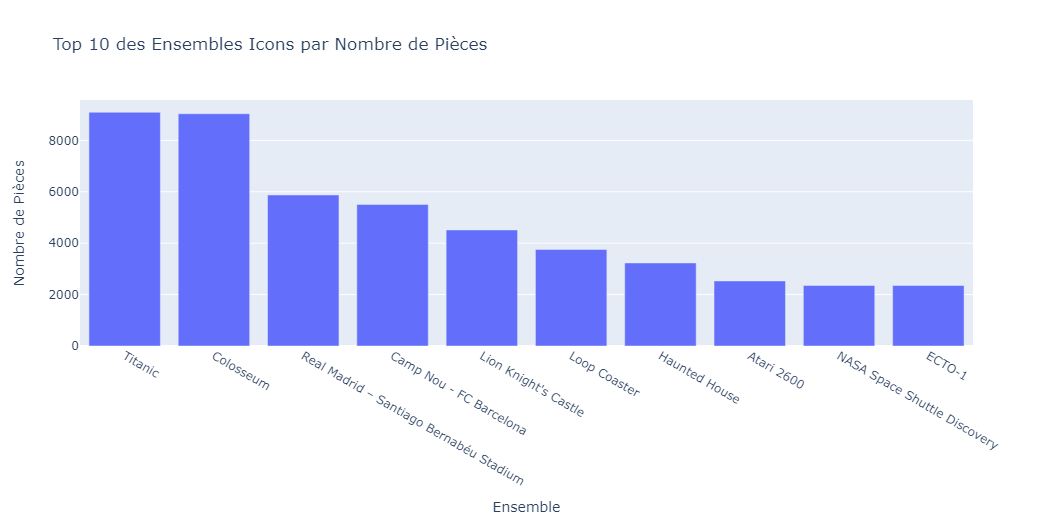 Top 10 des Ensembles Icons par Nombre de Pièces
Nombre de Pièces
8000
6000
4000
2000
0
Titanic
Colosseum
Real Madrid – Santiago Bernabéu Stadium
Camp Nou - FC Barcelona
Lion Knight's Castle
Loop Coaster
Haunted House
Atari 2600
NASA Space Shuttle Discovery
ECTO-1
Ensemble